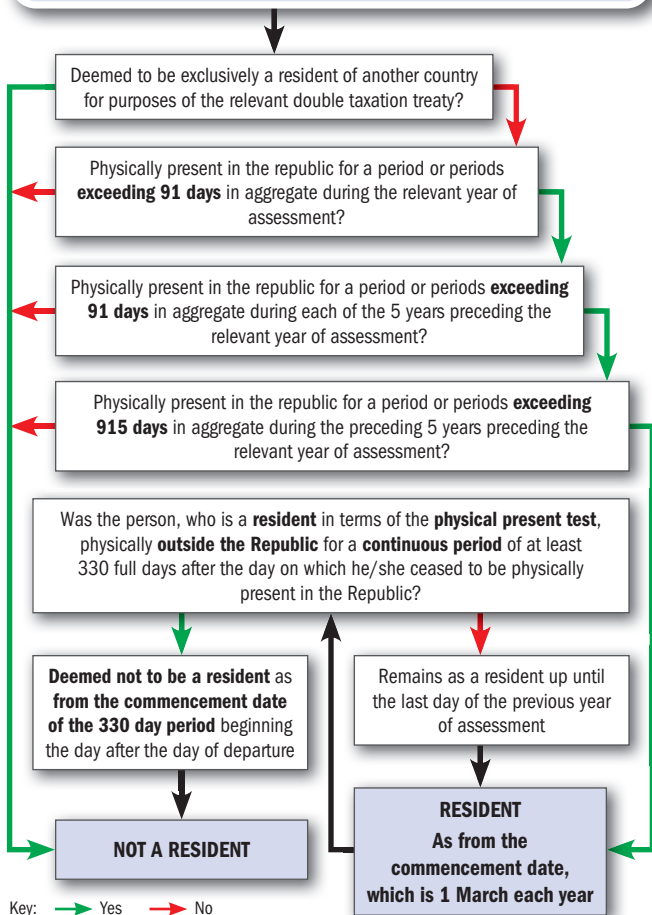 Deemed to be exclusively a resident of another country
for purposes of the relevant double taxation treaty?
Physically present in the republic for a period or periods
exceeding 91 days in aggregate during the relevant year of
assessment?
Physically present in the republic for a period or periods exceeding
91 days in aggregate during each of the 5 years preceding the
relevant year of assessment?
Physically present in the republic for a period or periods exceeding
915 days in aggregate during the preceding 5 years preceding the
relevant year of assessment?
Was the person, who is a resident in terms of the physical present test,
physically outside the Republic for a continuous period of at least
330 full days after the day on which he/she ceased to be physically
present in the Republic?
Deemed not to be a resident as
from the commencement date
of the 330 day period beginning
the day after the day of departure
Remains as a resident up until
the last day of the previous year
of assessment
NOT A RESIDENT
RESIDENT
As from the
commencement date,
which is 1 March each year
Key: Yes No